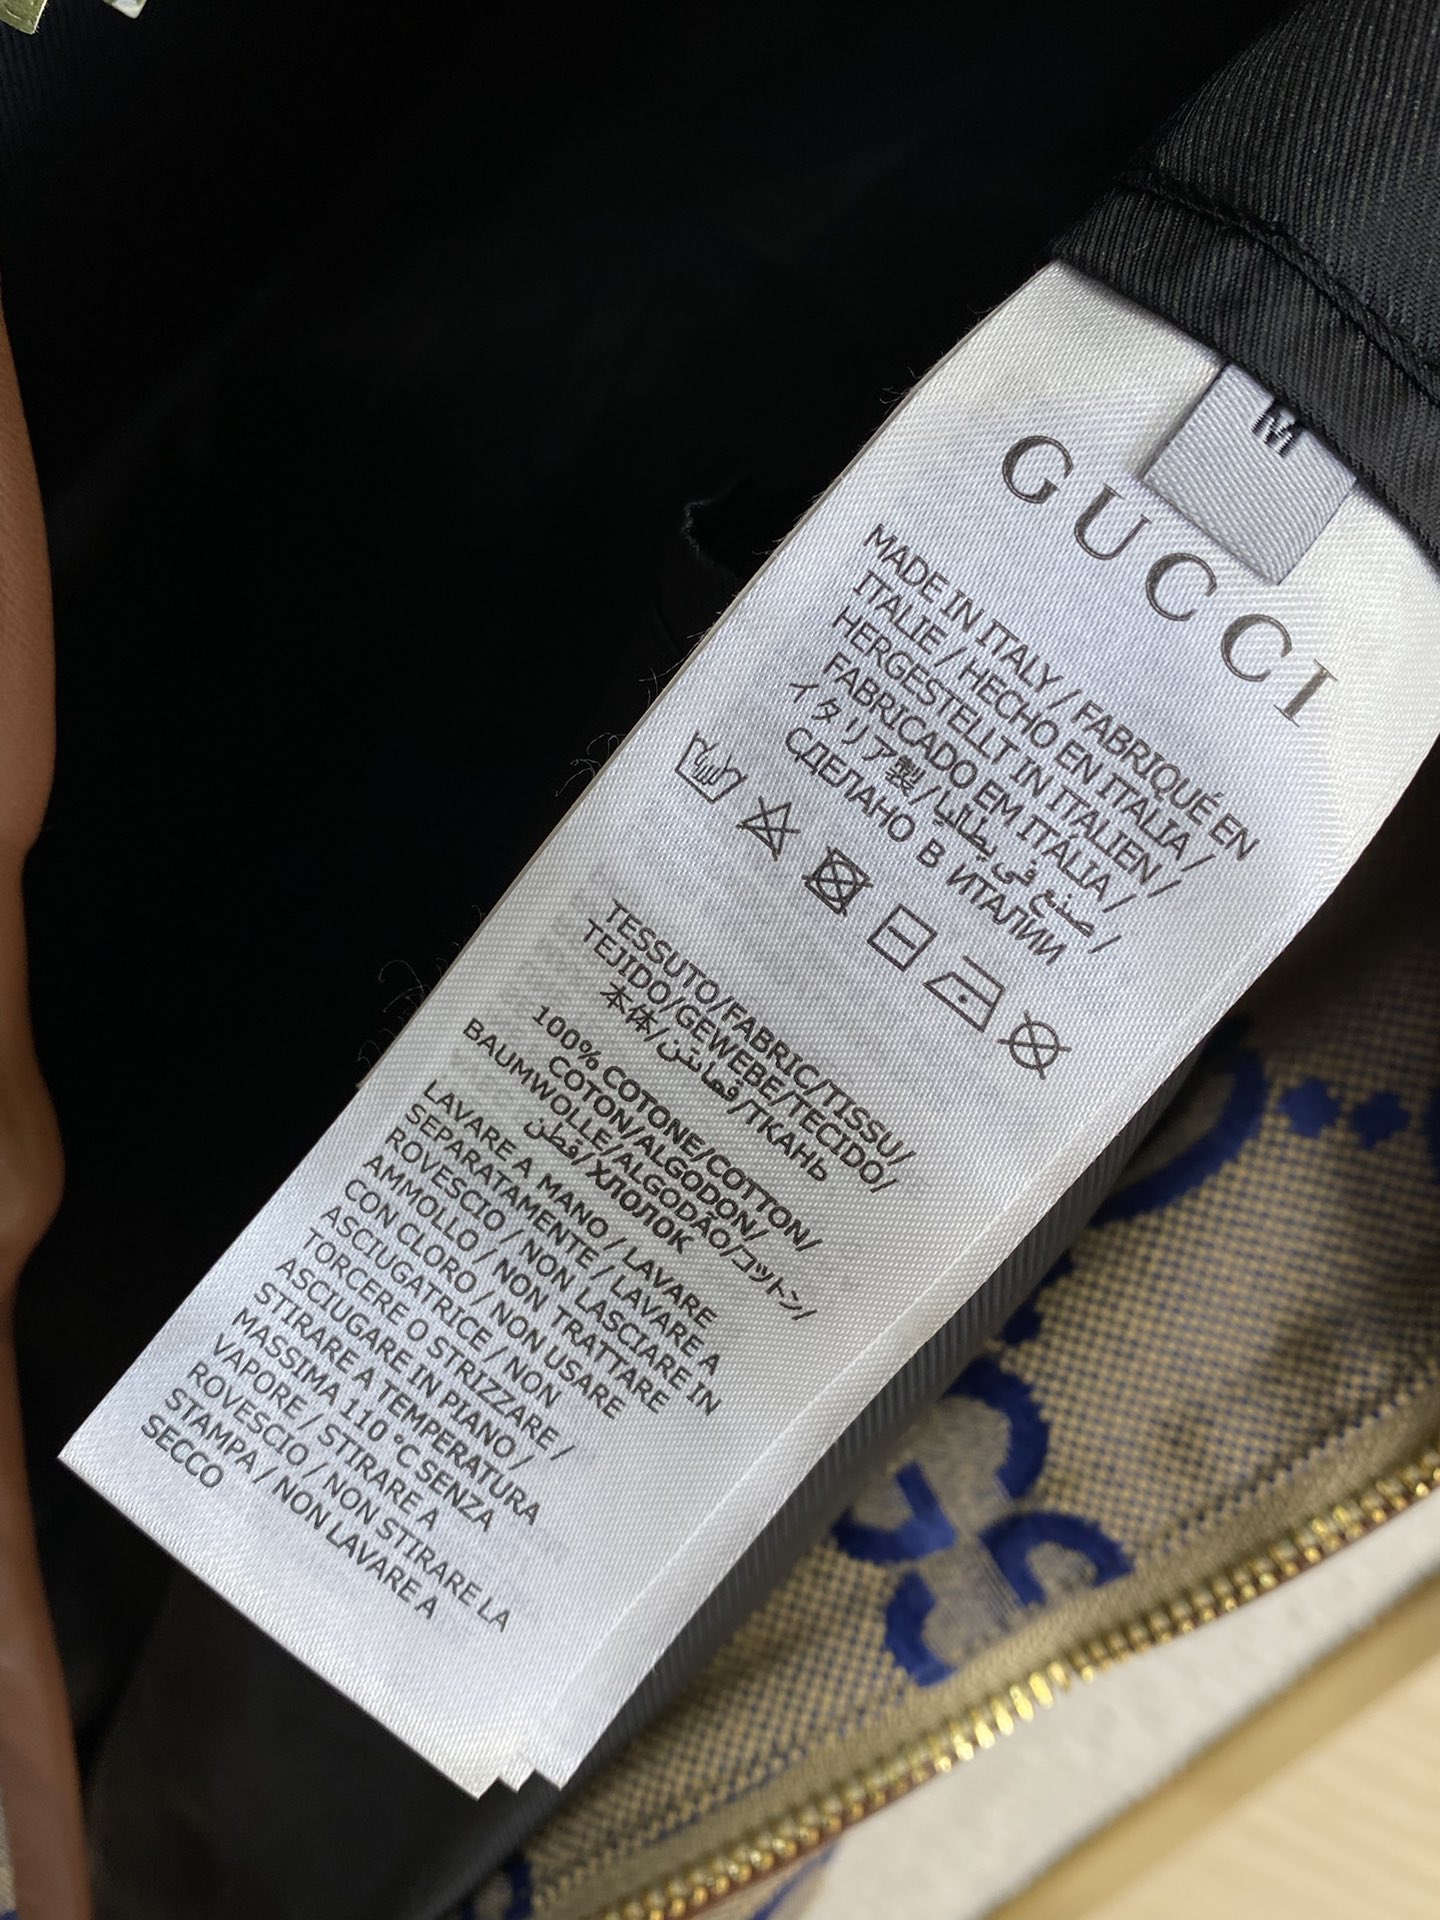 M
GUCCI
MADE IN ITALY / FABRIQUÉ EN
ITALIE / HECHO EN ITALIA /
HERGESTELLT IN ITALIEN /
FABRICADO EM ITÁLIA /
イタリア製/صنع في يطاليا /
СДЕЛАНО В ИТАЛИИ
TESSUTO/FABRIC/TISSU/
TEJIDO/GEWEBE/TECIDO/
本体/قماش/ТКАНЬ
100% COTONE/COTTON/
COTON/ALGODON/
BAUMWOLLE/ALGODÃO/コットン/
قطن/ХЛОПОК
LAVARE A MANO / LAVARE
SEPARATAMENTE / LAVARE A
ROVESCIO / NON LASCIARE IN
AMMOLLO / NON TRATTARE
CON CLORO / NON USARE
ASCIUGATRICE / NON
TORCERE O STRIZZARE /
ASCIUGARE IN PIANO /
STIRARE A TEMPERATURA
MASSIMA 110 °C SENZA
VAPORE / STIRARE A
ROVESCIO / NON STIRARE LA
STAMPA / NON LAVARE A
SECCO